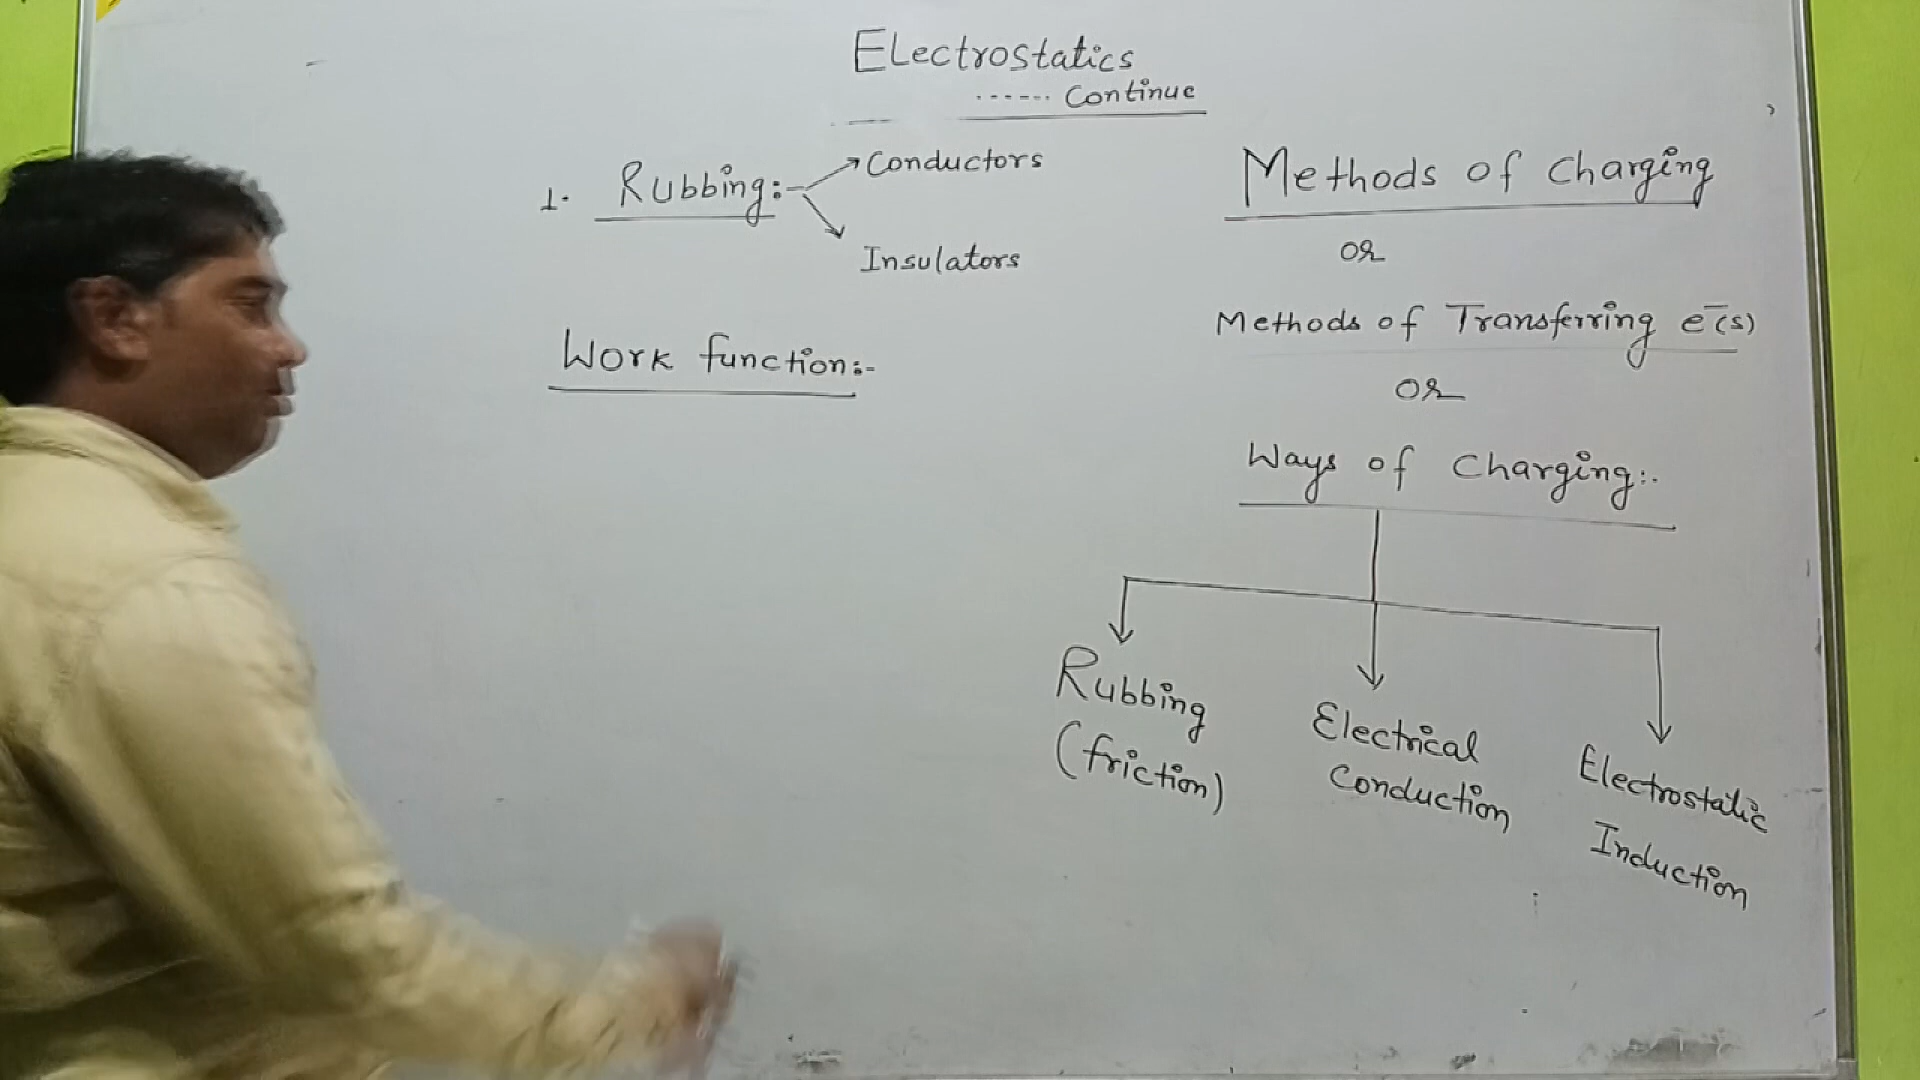 Electrostatics
...... Continue
1. Rubbing:-
Conductors
Insulators
Work function:-
Methods of Charging
or
Methods of Transferring e⁻(s)
or
Ways of Charging:-
Rubbing
(friction)
Electrical
Conduction
Electrostatic
Induction